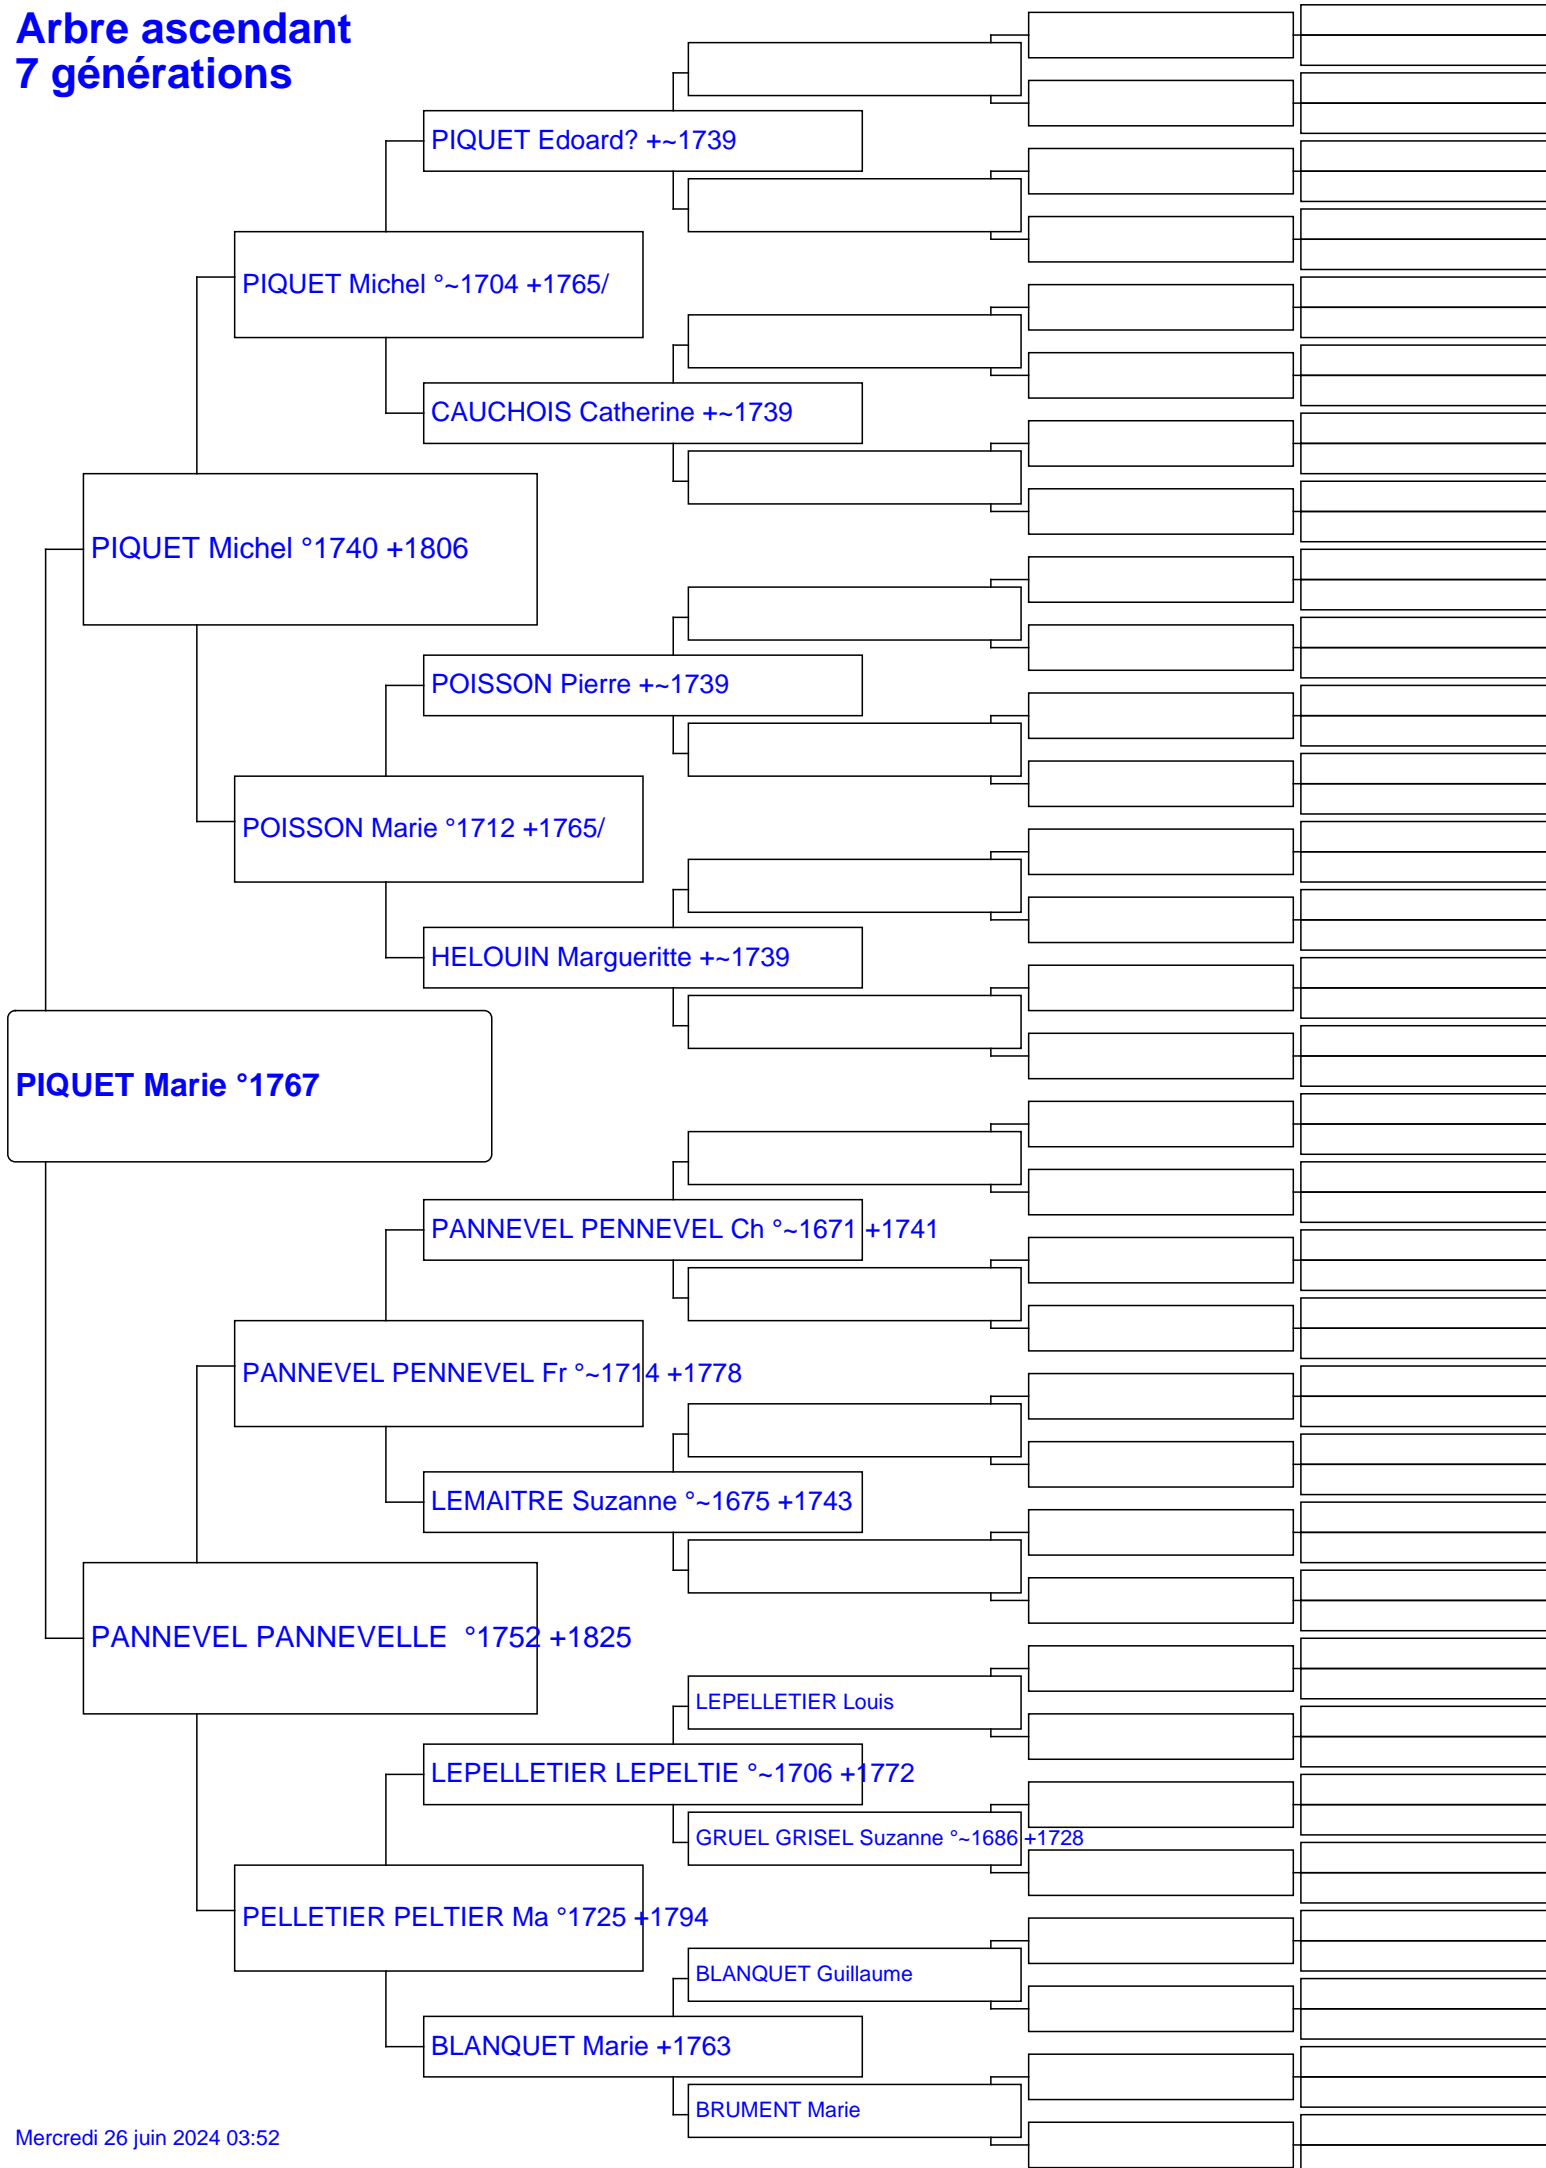 Arbre ascendant
7 générations
PIQUET Edoard? +~1739
PIQUET Michel °~1704 +1765/
CAUCHOIS Catherine +~1739
PIQUET Michel °1740 +1806
POISSON Pierre +~1739
POISSON Marie °1712 +1765/
HELOUIN Margueritte +~1739
PIQUET Marie °1767
PANNEVEL PENNEVEL Ch °~1671 +1741
PANNEVEL PENNEVEL Fr °~1714 +1778
LEMAITRE Suzanne °~1675 +1743
PANNEVEL PANNEVELLE  °1752 +1825
LEPELLETIER Louis
LEPELLETIER LEPELTIE °~1706 +1772
GRUEL GRISEL Suzanne °~1686 +1728
PELLETIER PELTIER Ma °1725 +1794
BLANQUET Guillaume
BLANQUET Marie +1763
BRUMENT Marie
Mercredi 26 juin 2024 03:52